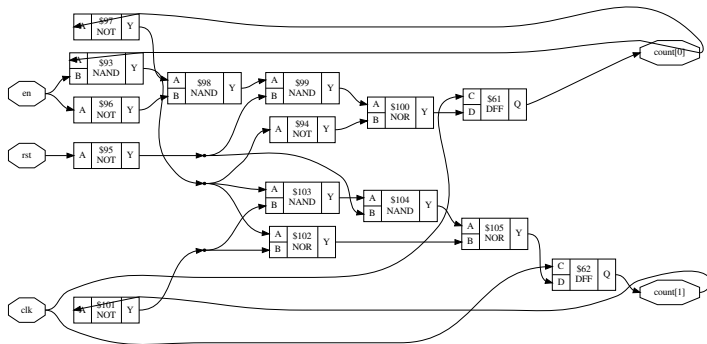 A $97 NOT Y
A $93 NAND Y
B
en
A $96 NOT Y
A $98 NAND Y
B
A $99 NAND Y
B
A $94 NOT Y
A $100 NOR Y
B
C $61 DFF Q
D
count[0]
rst
A $95 NOT Y
A $103 NAND Y
B
A $104 NAND Y
B
A $102 NOR Y
B
A $105 NOR Y
B
C $62 DFF Q
D
count[1]
clk
A $101 NOT Y